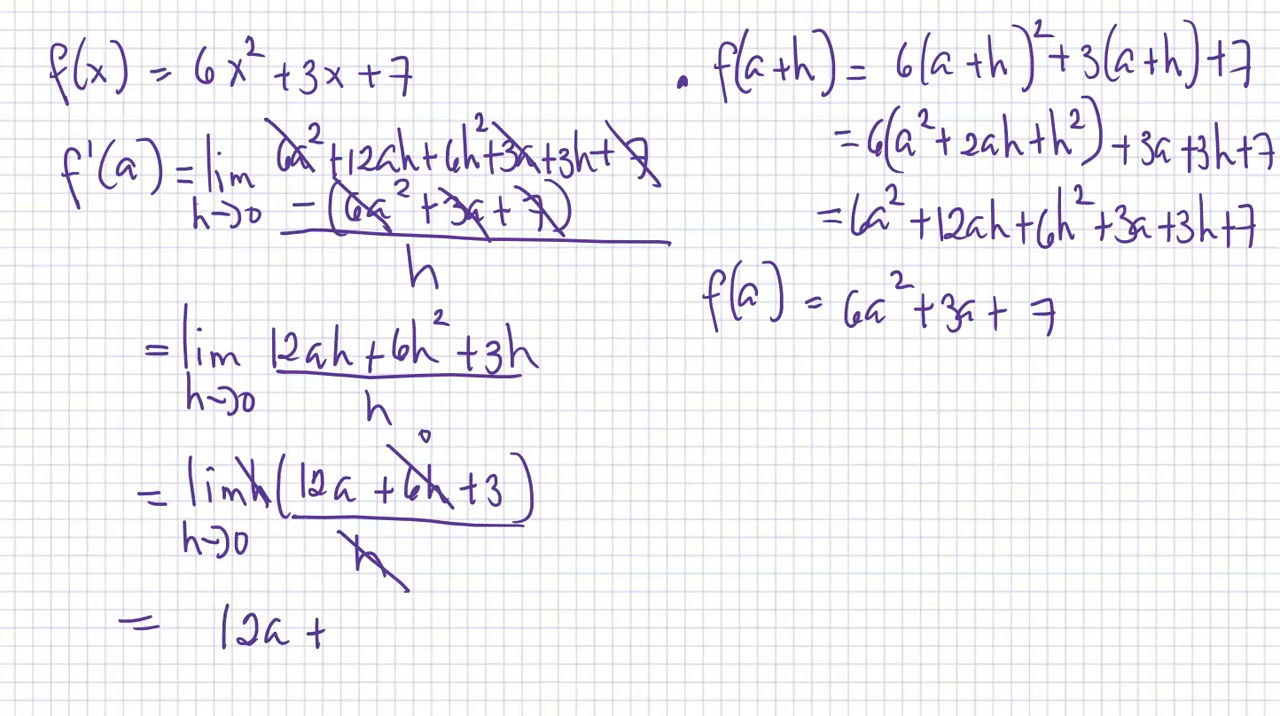 f(x) = 6x² + 3x + 7
f'(a) = lim 6a² + 12ah + 6h² + 3a + 3h + 7
h→0 - (6a² + 3a + 7)
h
= lim 12ah + 6h² + 3h
h→0 h
0
= lim h(12a + 6h + 3)
h→0 h
= 12a +
. f(a+h) = 6(a+h)² + 3(a+h) + 7
= 6(a² + 2ah + h²) + 3a + 3h + 7
= 6a² + 12ah + 6h² + 3a + 3h + 7
f(a) = 6a² + 3a + 7